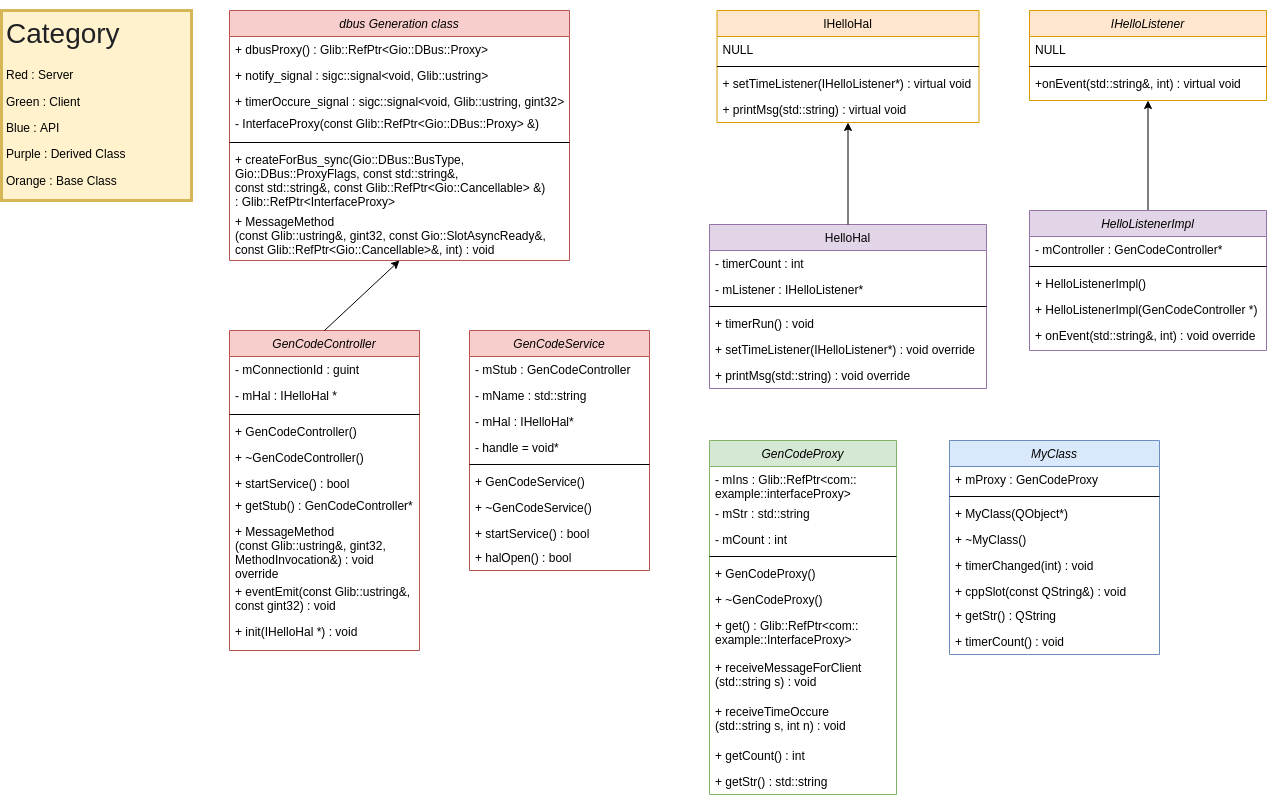 Category
Red : Server
Green : Client
Blue : API
Purple : Derived Class
Orange : Base Class
dbus Generation class
+ dbusProxy() : Glib::RefPtr<Gio::DBus::Proxy>
+ notify_signal : sigc::signal<void, Glib::ustring>
+ timerOccure_signal : sigc::signal<void, Glib::ustring, gint32>
- InterfaceProxy(const Glib::RefPtr<Gio::DBus::Proxy> &)
+ createForBus_sync(Gio::DBus::BusType,
Gio::DBus::ProxyFlags, const std::string&,
const std::string&, const Glib::RefPtr<Gio::Cancellable> &)
: Glib::RefPtr<InterfaceProxy>
+ MessageMethod
(const Glib::ustring&, gint32, const Gio::SlotAsyncReady&,
const Glib::RefPtr<Gio::Cancellable>&, int) : void
IHelloHal
NULL
+ setTimeListener(IHelloListener*) : virtual void
+ printMsg(std::string) : virtual void
IHelloListener
NULL
+onEvent(std::string&, int) : virtual void
HelloHal
- timerCount : int
- mListener : IHelloListener*
+ timerRun() : void
+ setTimeListener(IHelloListener*) : void override
+ printMsg(std::string) : void override
HelloListenerImpl
- mController : GenCodeController*
+ HelloListenerImpl()
+ HelloListenerImpl(GenCodeController *)
+ onEvent(std::string&, int) : void override
GenCodeController
- mConnectionId : guint
- mHal : IHelloHal *
+ GenCodeController()
+ ~GenCodeController()
+ startService() : bool
+ getStub() : GenCodeController*
+ MessageMethod
(const Glib::ustring&, gint32,
MethodInvocation&) : void
override
+ eventEmit(const Glib::ustring&,
const gint32) : void
+ init(IHelloHal *) : void
GenCodeService
- mStub : GenCodeController
- mName : std::string
- mHal : IHelloHal*
- handle = void*
+ GenCodeService()
+ ~GenCodeService()
+ startService() : bool
+ halOpen() : bool
GenCodeProxy
- mIns : Glib::RefPtr<com::
example::interfaceProxy>
- mStr : std::string
- mCount : int
+ GenCodeProxy()
+ ~GenCodeProxy()
+ get() : Glib::RefPtr<com::
example::InterfaceProxy>
+ receiveMessageForClient
(std::string s) : void
+ receiveTimeOccure
(std::string s, int n) : void
+ getCount() : int
+ getStr() : std::string
MyClass
+ mProxy : GenCodeProxy
+ MyClass(QObject*)
+ ~MyClass()
+ timerChanged(int) : void
+ cppSlot(const QString&) : void
+ getStr() : QString
+ timerCount() : void